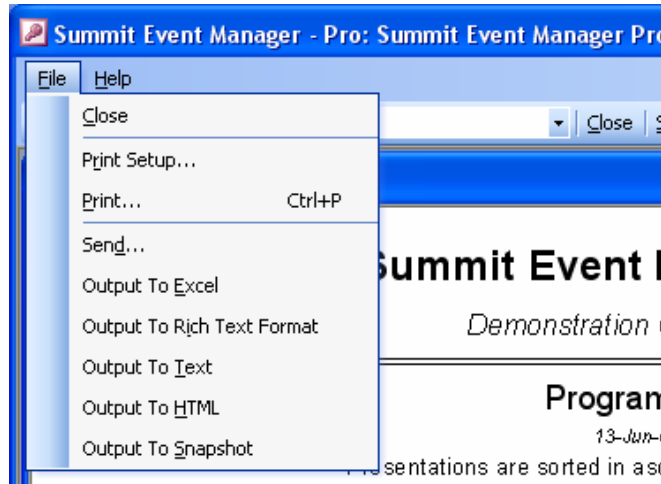 Summit Event Manager - Pro: Summit Event Manager Pro
File Help
Close
Close
Print Setup...
Print... Ctrl+P
Send...
Summit Event
Output To Excel
Output To Rich Text Format
Demonstration
Output To Text
Output To HTML
Program
13-Jun-
Output To Snapshot
Presentations are sorted in asc